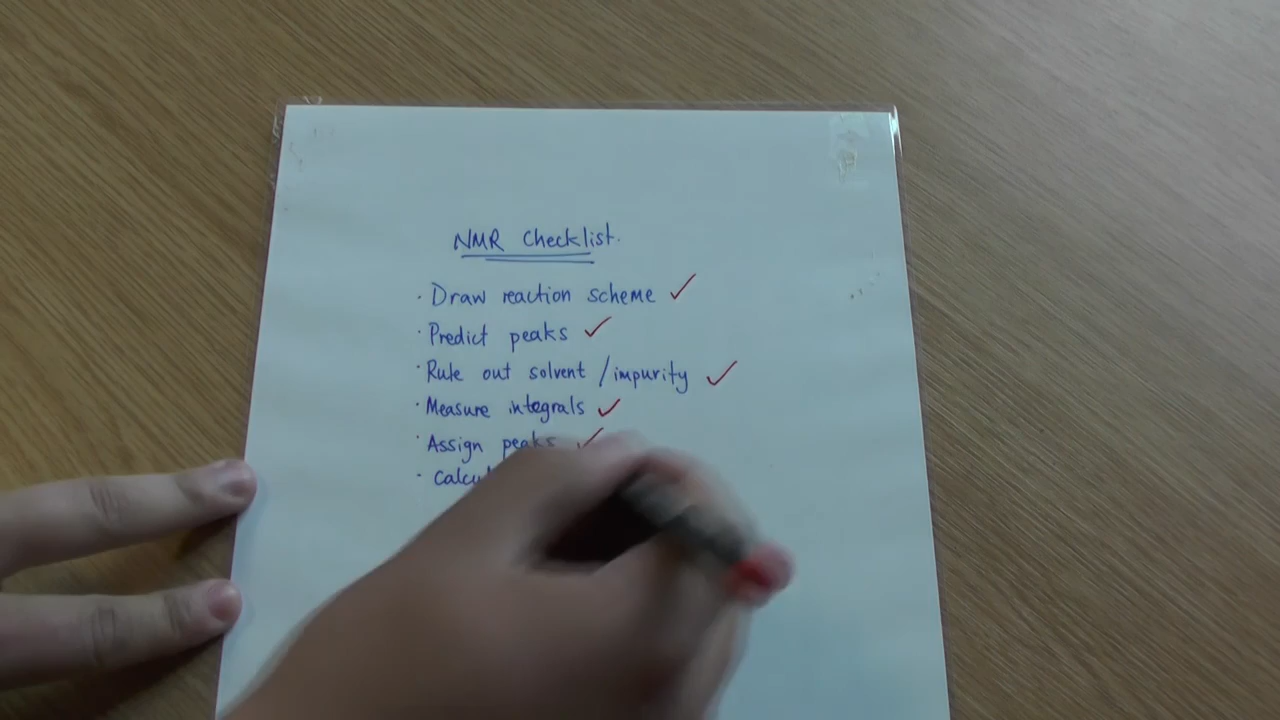 NMR Checklist.
· Draw reaction scheme ✓
· Predict peaks ✓
· Rule out solvent / impurity ✓
· Measure integrals ✓
· Assign peaks ✓